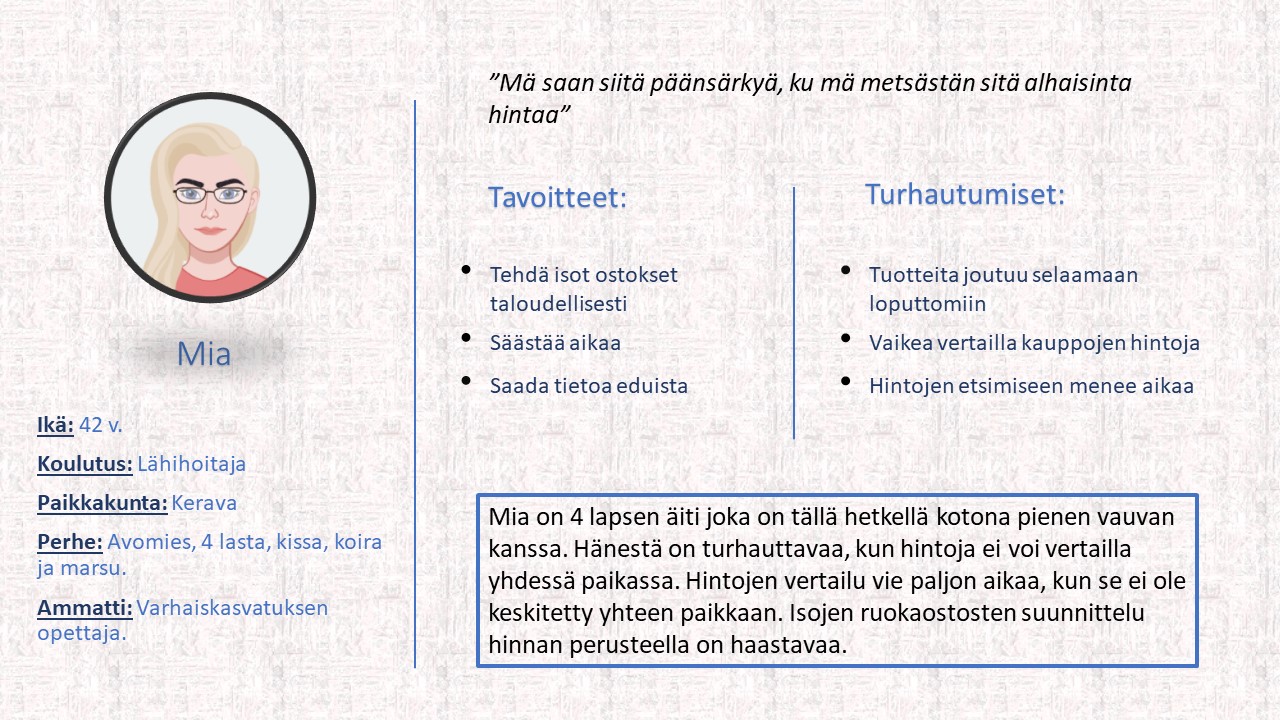 ”Mä saan siitä päänsärkyä, ku mä metsästän sitä alhaisinta
hintaa”
Mia
Ikä: 42 v.
Koulutus: Lähihoitaja
Paikkakunta: Kerava
Perhe: Avomies, 4 lasta, kissa, koira
ja marsu.
Ammatti: Varhaiskasvatuksen
opettaja.
Tavoitteet:
• Tehdä isot ostokset
taloudellisesti
• Säästää aikaa
• Saada tietoa eduista
Turhautumiset:
• Tuotteita joutuu selaamaan
loputtomiin
• Vaikea vertailla kauppojen hintoja
• Hintojen etsimiseen menee aikaa
Mia on 4 lapsen äiti joka on tällä hetkellä kotona pienen vauvan
kanssa. Hänestä on turhauttavaa, kun hintoja ei voi vertailla
yhdessä paikassa. Hintojen vertailu vie paljon aikaa, kun se ei ole
keskitetty yhteen paikkaan. Isojen ruokaostosten suunnittelu
hinnan perusteella on haastavaa.